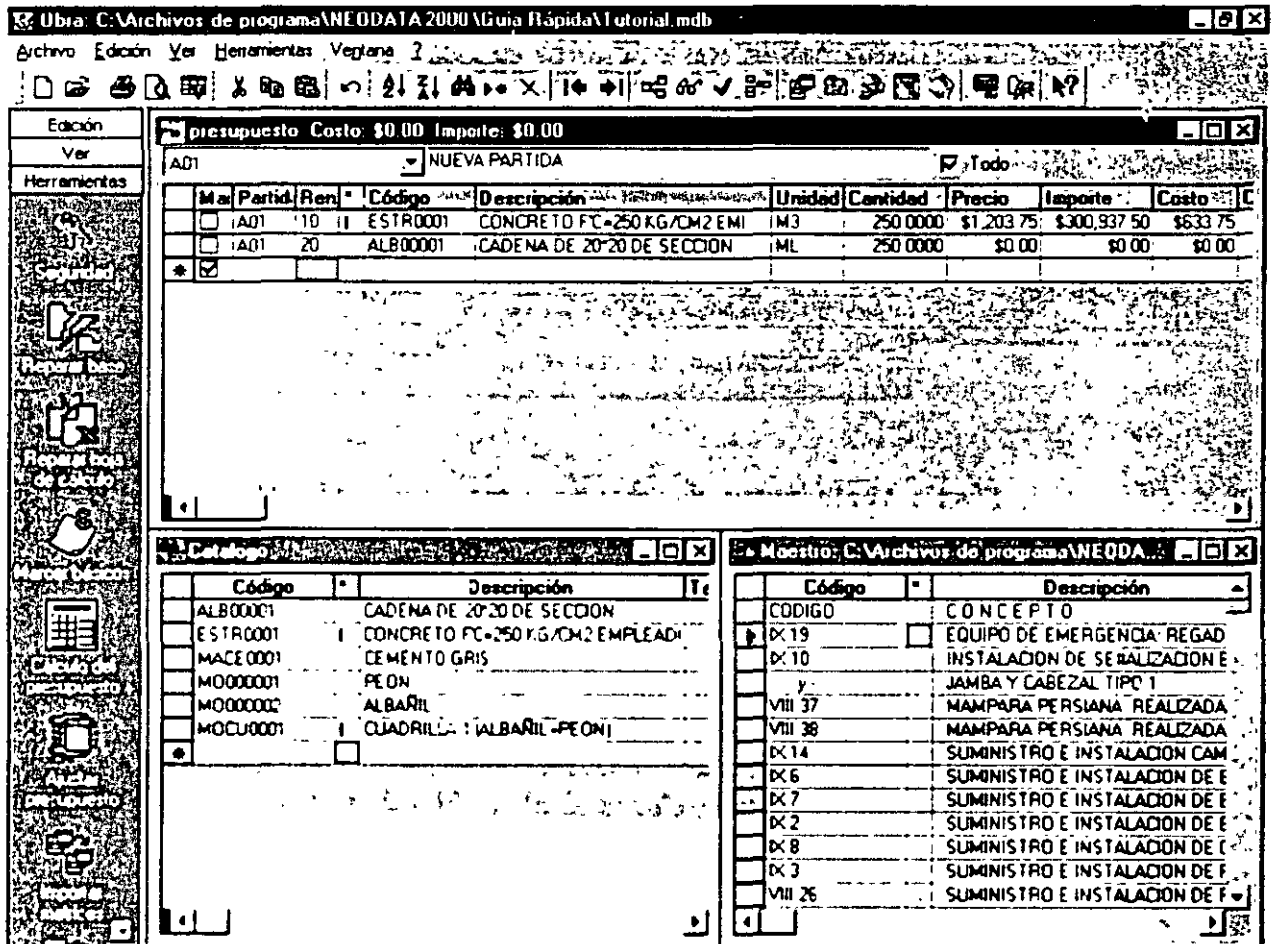 Obra: C:\Archivos de programa\NEODATA 2000\Guia Rápida\Tutorial.mdb
Archivo Edición Ver Herramientas Ventana ?
Edición
Ver
Herramientas
presupuesto Costo: $0.00 Importe: $0.00
A01 NUEVA PARTIDA Todo
Mar Partid. Ren. * Código Descripción Unidad Cantidad Precio Importe Costo C
A01 10 ESTR0001 CONCRETO FC=250 KG/CM2 EMI M3 250.0000 $1,203.75 $300,937.50 $633.75
A01 20 ALB00001 CADENA DE 20*20 DE SECCION ML 250.0000 $0.00 $0.00 $0.00
*
Reparar base
de Cálculo
Catalogo
Código * Descripción Te
ALB00001 CADENA DE 20*20 DE SECCION
ESTR0001 CONCRETO FC=250 KG/CM2 EMPLEAD
MACE0001 CEMENTO GRIS
MO000001 PEON
MO000002 ALBAÑIL
MOCU0001 CUADRILLA 1 (ALBAÑIL+PEON)
*
Maestro: C:\Archivos de programa\NEODA...
Código * Descripción
CODIGO CONCEPTO
IX 19 EQUIPO DE EMERGENCIA: REGAD
IX 10 INSTALACION DE SEÑALIZACION E
y JAMBA Y CABEZAL TIPO 1
VIII 37 MAMPARA PERSIANA REALIZADA
VIII 38 MAMPARA PERSIANA REALIZADA
IX 14 SUMINISTRO E INSTALACION CAM
IX 6 SUMINISTRO E INSTALACION DE E
IX 7 SUMINISTRO E INSTALACION DE E
IX 2 SUMINISTRO E INSTALACION DE E
IX 8 SUMINISTRO E INSTALACION DE C
IX 3 SUMINISTRO E INSTALACION DE F
VIII 26 SUMINISTRO E INSTALACION DE F